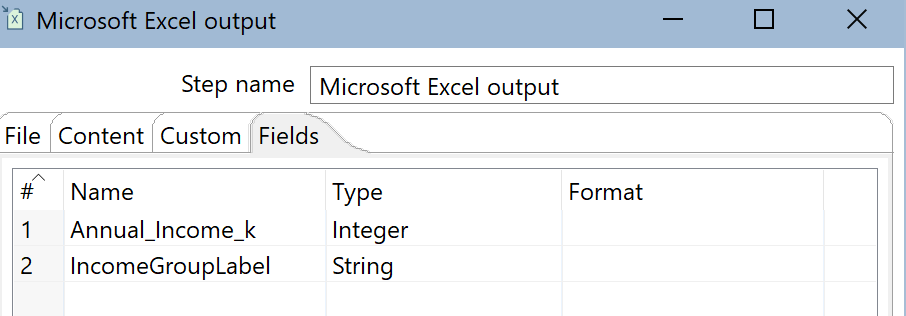 Microsoft Excel output
Step name Microsoft Excel output
File Content Custom Fields
# Name Type Format
1 Annual_Income_k Integer
2 IncomeGroupLabel String